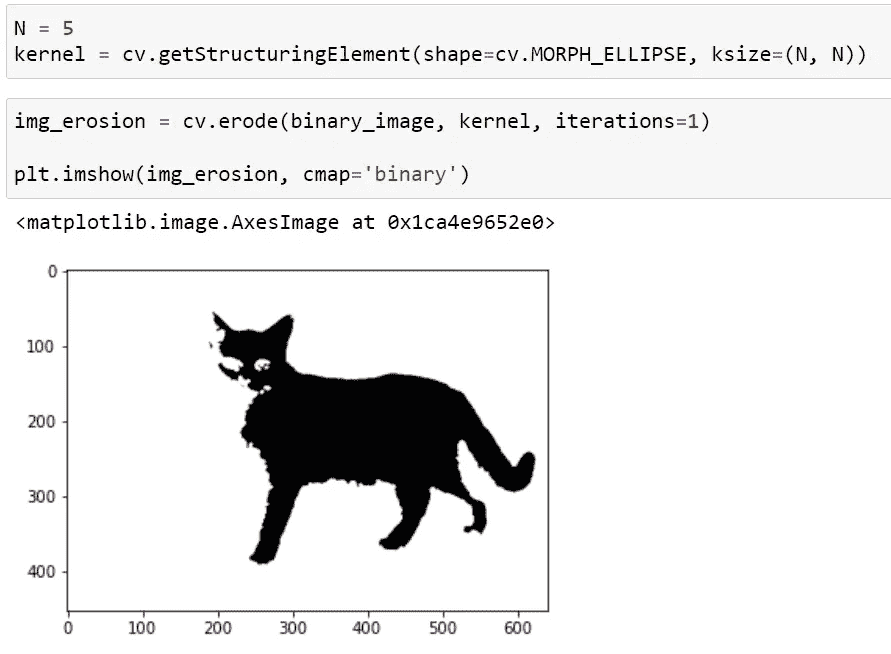 N = 5
kernel = cv.getStructuringElement(shape=cv.MORPH_ELLIPSE, ksize=(N, N))
img_erosion = cv.erode(binary_image, kernel, iterations=1)
plt.imshow(img_erosion, cmap='binary')
<matplotlib.image.AxesImage at 0x1ca4e9652e0>
0
100
200
300
400
0 100 200 300 400 500 600